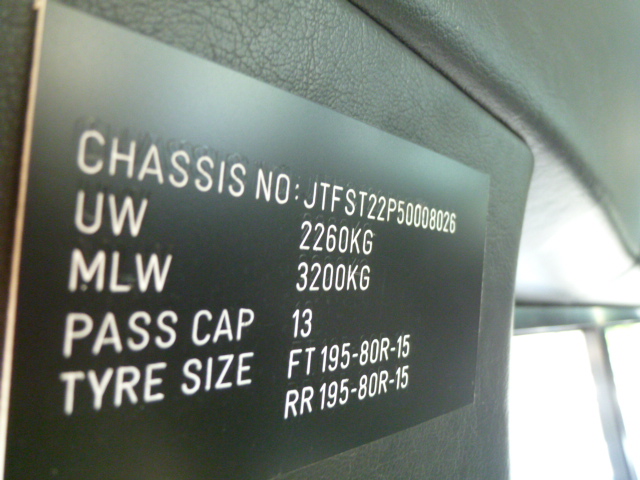 CHASSIS NO: JTFST22P50008026
UW 2260KG
MLW 3200KG
PASS CAP 13
TYRE SIZE FT 195-80R-15
RR 195-80R-15